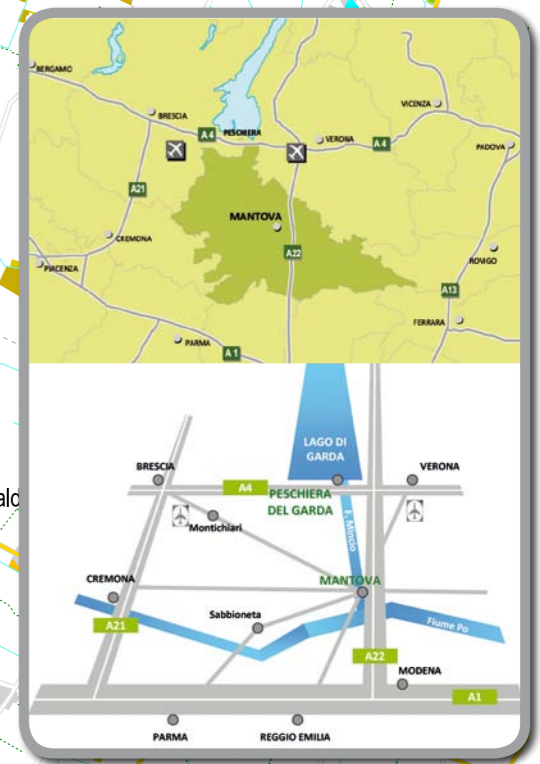 BERGAMO
BRESCIA
VICENZA
A4
PESCHIERA
VERONA
A4
PADOVA
A21
MANTOVA
CREMONA
A22
PIACENZA
ROVIGO
A13
FERRARA
PARMA
A1
LAGO DI
GARDA
BRESCIA
VERONA
A4
PESCHIERA
DEL GARDA
ald
Montichiari
F. Mincio
CREMONA
MANTOVA
Sabbioneta
A21
Fiume Po
A22
MODENA
A1
PARMA
REGGIO EMILIA